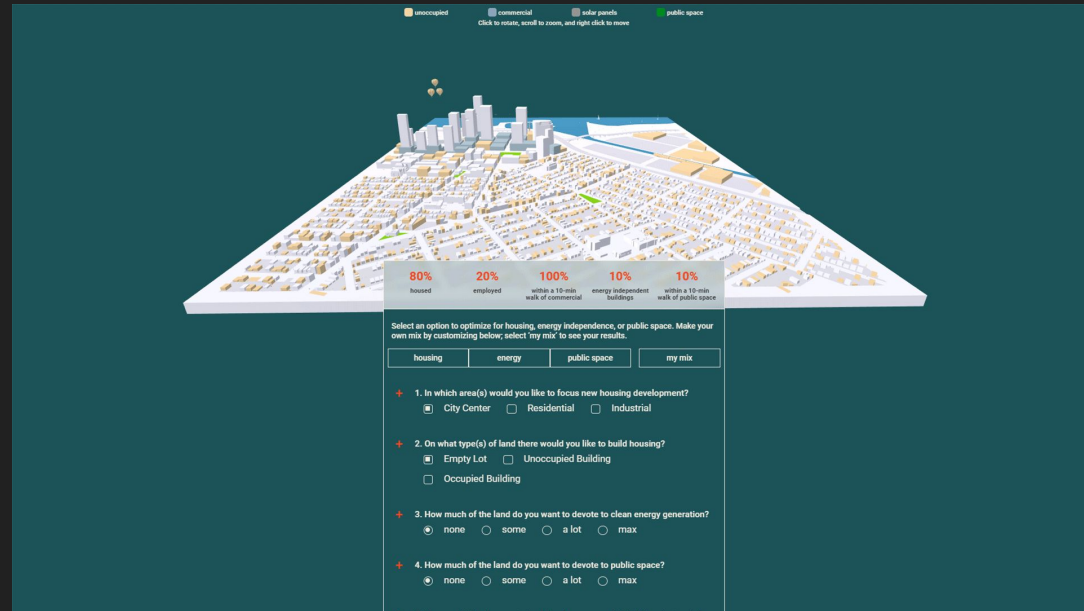 unoccupied commercial solar panels public space
Click to rotate, scroll to zoom, and right click to move
80% 20% 100% 10% 10%
housed employed within a 10-min walk of commercial energy independent buildings within a 10-min walk of public space
Select an option to optimize for housing, energy independence, or public space. Make your
own mix by customizing below; select 'my mix' to see your results.
housing energy public space my mix
+ 1. In which area(s) would you like to focus new housing development?
City Center Residential Industrial
+ 2. On what type(s) of land there would you like to build housing?
Empty Lot Unoccupied Building
Occupied Building
+ 3. How much of the land do you want to devote to clean energy generation?
none some a lot max
+ 4. How much of the land do you want to devote to public space?
none some a lot max